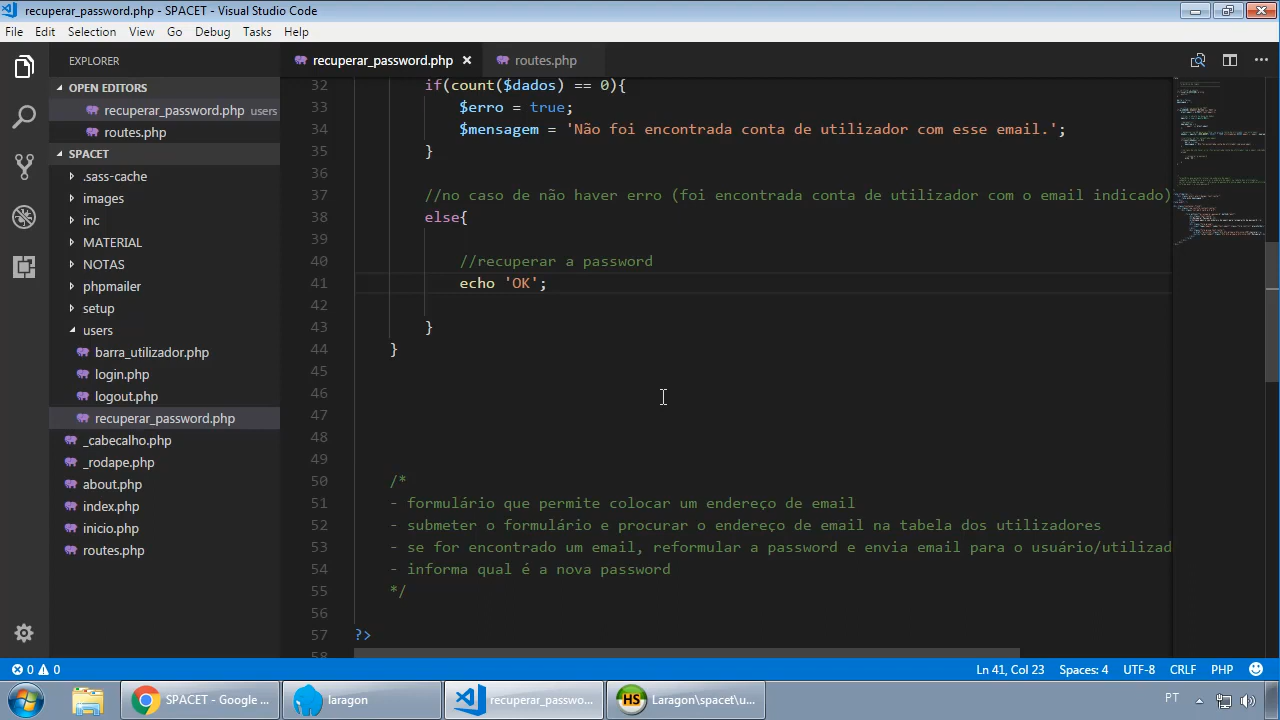 recuperar_password.php - SPACET - Visual Studio Code
File Edit Selection View Go Debug Tasks Help
EXPLORER
OPEN EDITORS
recuperar_password.php users
routes.php
SPACET
.sass-cache
images
inc
MATERIAL
NOTAS
phpmailer
setup
users
barra_utilizador.php
login.php
logout.php
recuperar_password.php
_cabecalho.php
_rodape.php
about.php
index.php
inicio.php
routes.php
recuperar_password.php routes.php
32 if(count($dados) == 0){
33 $erro = true;
34 $mensagem = 'Não foi encontrada conta de utilizador com esse email.';
35 }
36
37 //no caso de não haver erro (foi encontrada conta de utilizador com o email indicado)
38 else{
39
40 //recuperar a password
41 echo 'OK';
42
43 }
44 }
45
46
47
48
49
50 /*
51 - formulário que permite colocar um endereço de email
52 - submeter o formulário e procurar o endereço de email na tabela dos utilizadores
53 - se for encontrado um email, reformular a password e envia email para o usuário/utilizad
54 - informa qual é a nova password
55 */
56
57 ?>
58
0 0 Ln 41, Col 23 Spaces: 4 UTF-8 CRLF PHP
SPACET - Google ... laragon recuperar_passwo... HS Laragon\spacet\u... PT